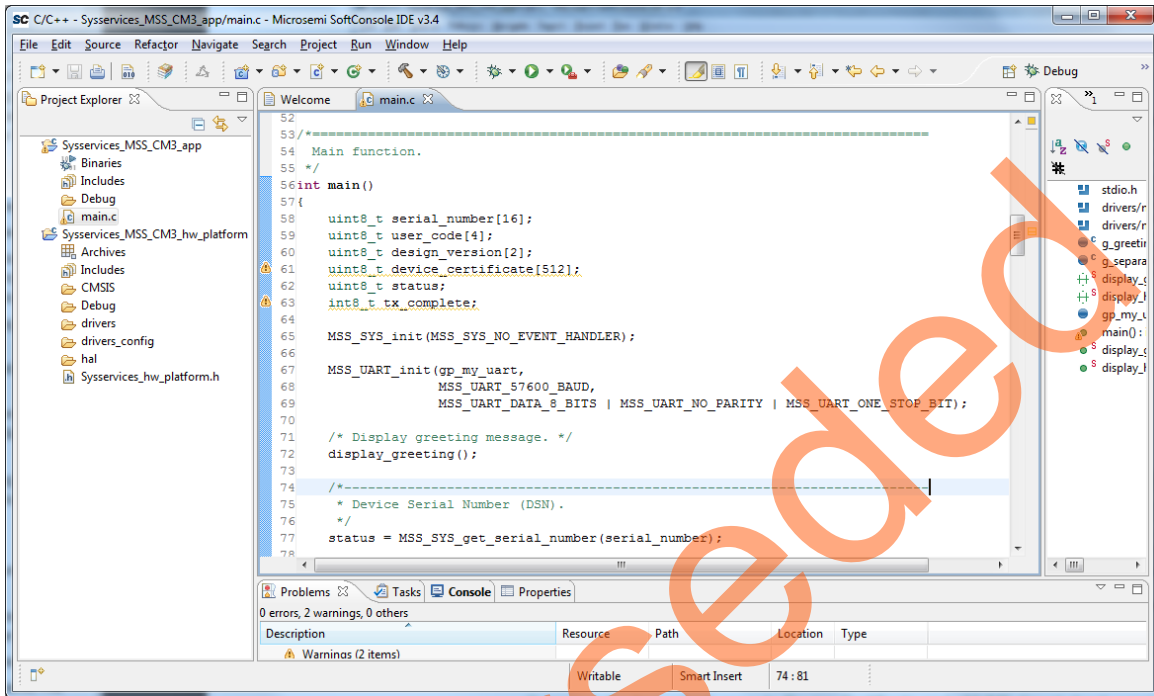 C/C++ - Sysservices_MSS_CM3_app/main.c - Microsemi SoftConsole IDE v3.4
File Edit Source Refactor Navigate Search Project Run Window Help
Debug
Project Explorer
Welcome
main.c
Sysservices_MSS_CM3_app
Binaries
Includes
Debug
main.c
Sysservices_MSS_CM3_hw_platform
Archives
Includes
CMSIS
Debug
drivers
drivers_config
hal
Sysservices_hw_platform.h
52
53 /*==============================================================================
54 Main function.
55 */
56 int main()
57 {
58 uint8_t serial_number[16];
59 uint8_t user_code[4];
60 uint8_t design_version[2];
61 uint8_t device_certificate[512];
62 uint8_t status;
63 int8_t tx_complete;
64
65 MSS_SYS_init(MSS_SYS_NO_EVENT_HANDLER);
66
67 MSS_UART_init(gp_my_uart,
68 MSS_UART_57600_BAUD,
69 MSS_UART_DATA_8_BITS | MSS_UART_NO_PARITY | MSS_UART_ONE_STOP_BIT);
70
71 /* Display greeting message. */
72 display_greeting();
73
74 /*--------------------------------------------------------------------------
75 * Device Serial Number (DSN).
76 */
77 status = MSS_SYS_get_serial_number(serial_number);
78
stdio.h
drivers/
drivers/
g_greeti
g_separa
display_
display_
gp_my_u
main() :
display_
display_
Problems Tasks Console Properties
0 errors, 2 warnings, 0 others
Description Resource Path Location Type
Warnings (2 items)
Writable Smart Insert 74 : 81
seded